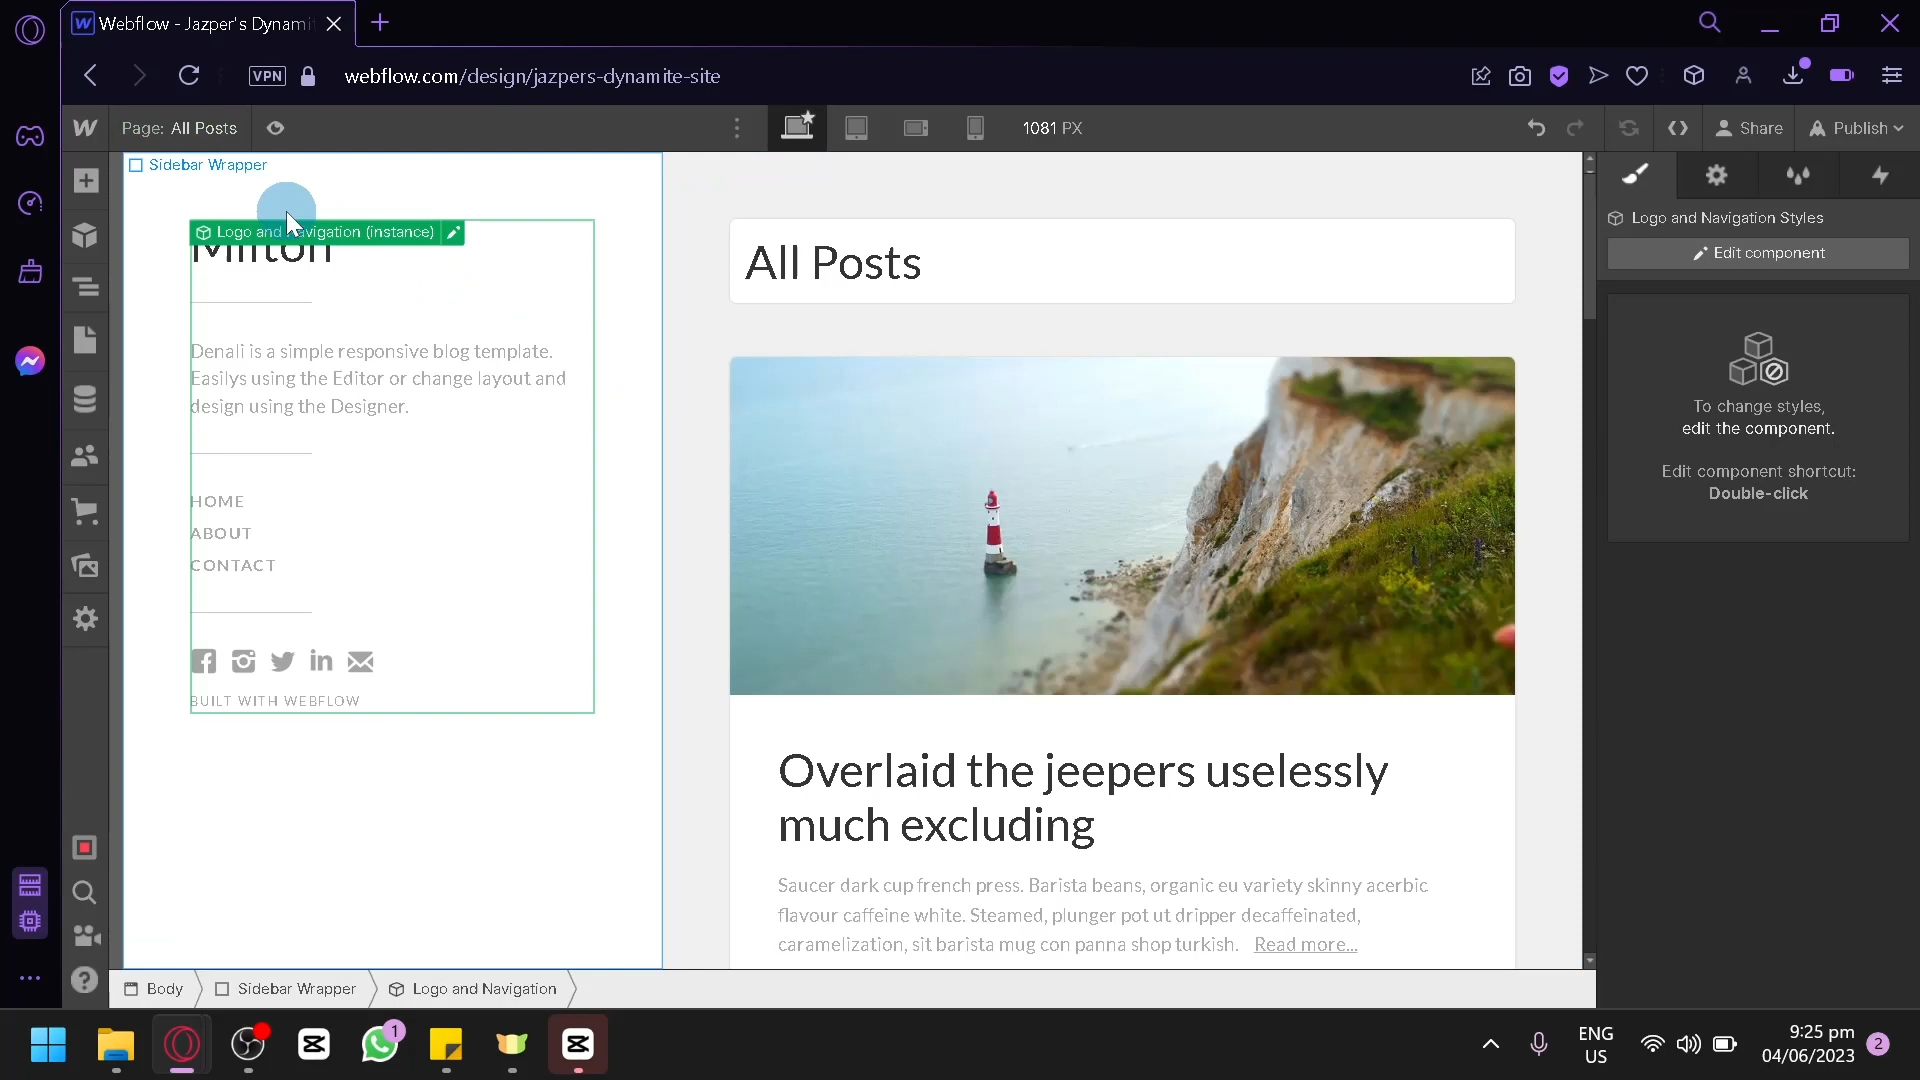 Webflow - Jazper's Dynami
VPN
webflow.com/design/jazpers-dynamite-site
Page: All Posts
1081 PX
Share
Publish
Sidebar Wrapper
Logo and Navigation (instance)
Milton
Denali is a simple responsive blog template.
Easilys using the Editor or change layout and
design using the Designer.
HOME
ABOUT
CONTACT
BUILT WITH WEBFLOW
All Posts
Overlaid the jeepers uselessly
much excluding
Saucer dark cup french press. Barista beans, organic eu variety skinny acerbic
flavour caffeine white. Steamed, plunger pot ut dripper decaffeinated,
caramelization, sit barista mug con panna shop turkish. Read more...
Logo and Navigation Styles
Edit component
To change styles,
edit the component.
Edit component shortcut:
Double-click
Body
Sidebar Wrapper
Logo and Navigation
1
ENG
US
9:25 pm
04/06/2023
2